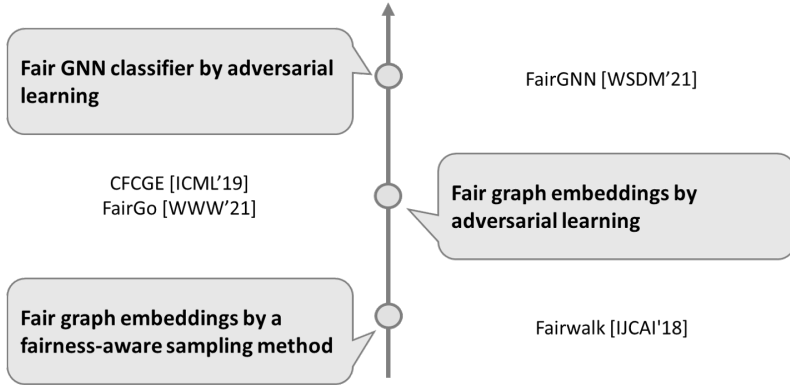 Fair GNN classifier by adversarial
learning
FairGNN [WSDM'21]
CFCGE [ICML'19]
FairGo [WWW'21]
Fair graph embeddings by
adversarial learning
Fair graph embeddings by a
fairness-aware sampling method
Fairwalk [IJCAI'18]